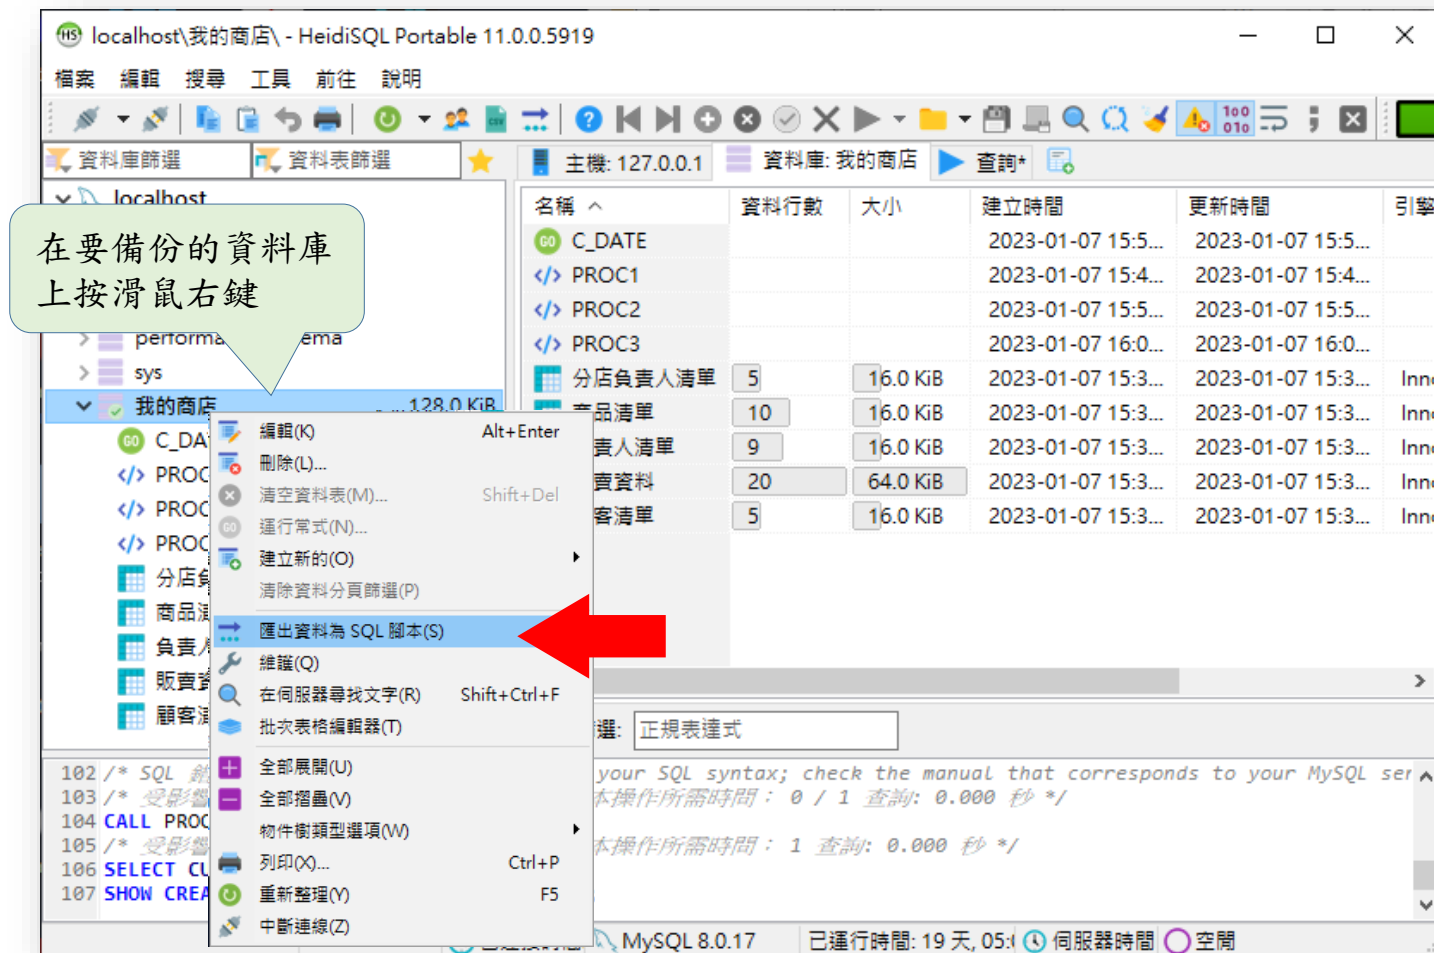 localhost\我的商店\ - HeidiSQL Portable 11.0.0.5919
檔案 編輯 搜尋 工具 前往 說明
資料庫篩選 資料表篩選 主機: 127.0.0.1 資料庫: 我的商店 查詢*
localhost
在要備份的資料庫
上按滑鼠右鍵
performa ema
sys
我的商店 128.0 KiB
C_DA
PROC
PROC
PROC
分店負
商品清
負責人
販賣資
顧客清
名稱 資料行數 大小 建立時間 更新時間 引擎
C_DATE 2023-01-07 15:5... 2023-01-07 15:5...
PROC1 2023-01-07 15:4... 2023-01-07 15:4...
PROC2 2023-01-07 15:5... 2023-01-07 15:5...
PROC3 2023-01-07 16:0... 2023-01-07 16:0...
分店負責人清單 5 16.0 KiB 2023-01-07 15:3... 2023-01-07 15:3... Inno
商品清單 10 16.0 KiB 2023-01-07 15:3... 2023-01-07 15:3... Inno
責人清單 9 16.0 KiB 2023-01-07 15:3... 2023-01-07 15:3... Inno
賣資料 20 64.0 KiB 2023-01-07 15:3... 2023-01-07 15:3... Inno
客清單 5 16.0 KiB 2023-01-07 15:3... 2023-01-07 15:3... Inno
編輯(K) Alt+Enter
刪除(L)...
清空資料表(M)... Shift+Del
運行常式(N)...
建立新的(O)
清除資料分頁篩選(P)
匯出資料為 SQL 腳本(S)
維護(Q)
在伺服器尋找文字(R) Shift+Ctrl+F
批次表格編輯器(T)
全部展開(U)
全部摺疊(V)
物件樹類型選項(W)
列印(X)... Ctrl+P
重新整理(Y) F5
中斷連線(Z)
選: 正規表達式
102 /* SQL your SQL syntax; check the manual that corresponds to your MySQL ser
103 /* 受影響 本操作所需時間: 0 / 1 查詢: 0.000 秒 */
104 CALL PROC
105 /* 受影響 本操作所需時間: 1 查詢: 0.000 秒 */
106 SELECT CU
107 SHOW CREA
MySQL 8.0.17 已運行時間: 19 天, 05:( 伺服器時間 空閒